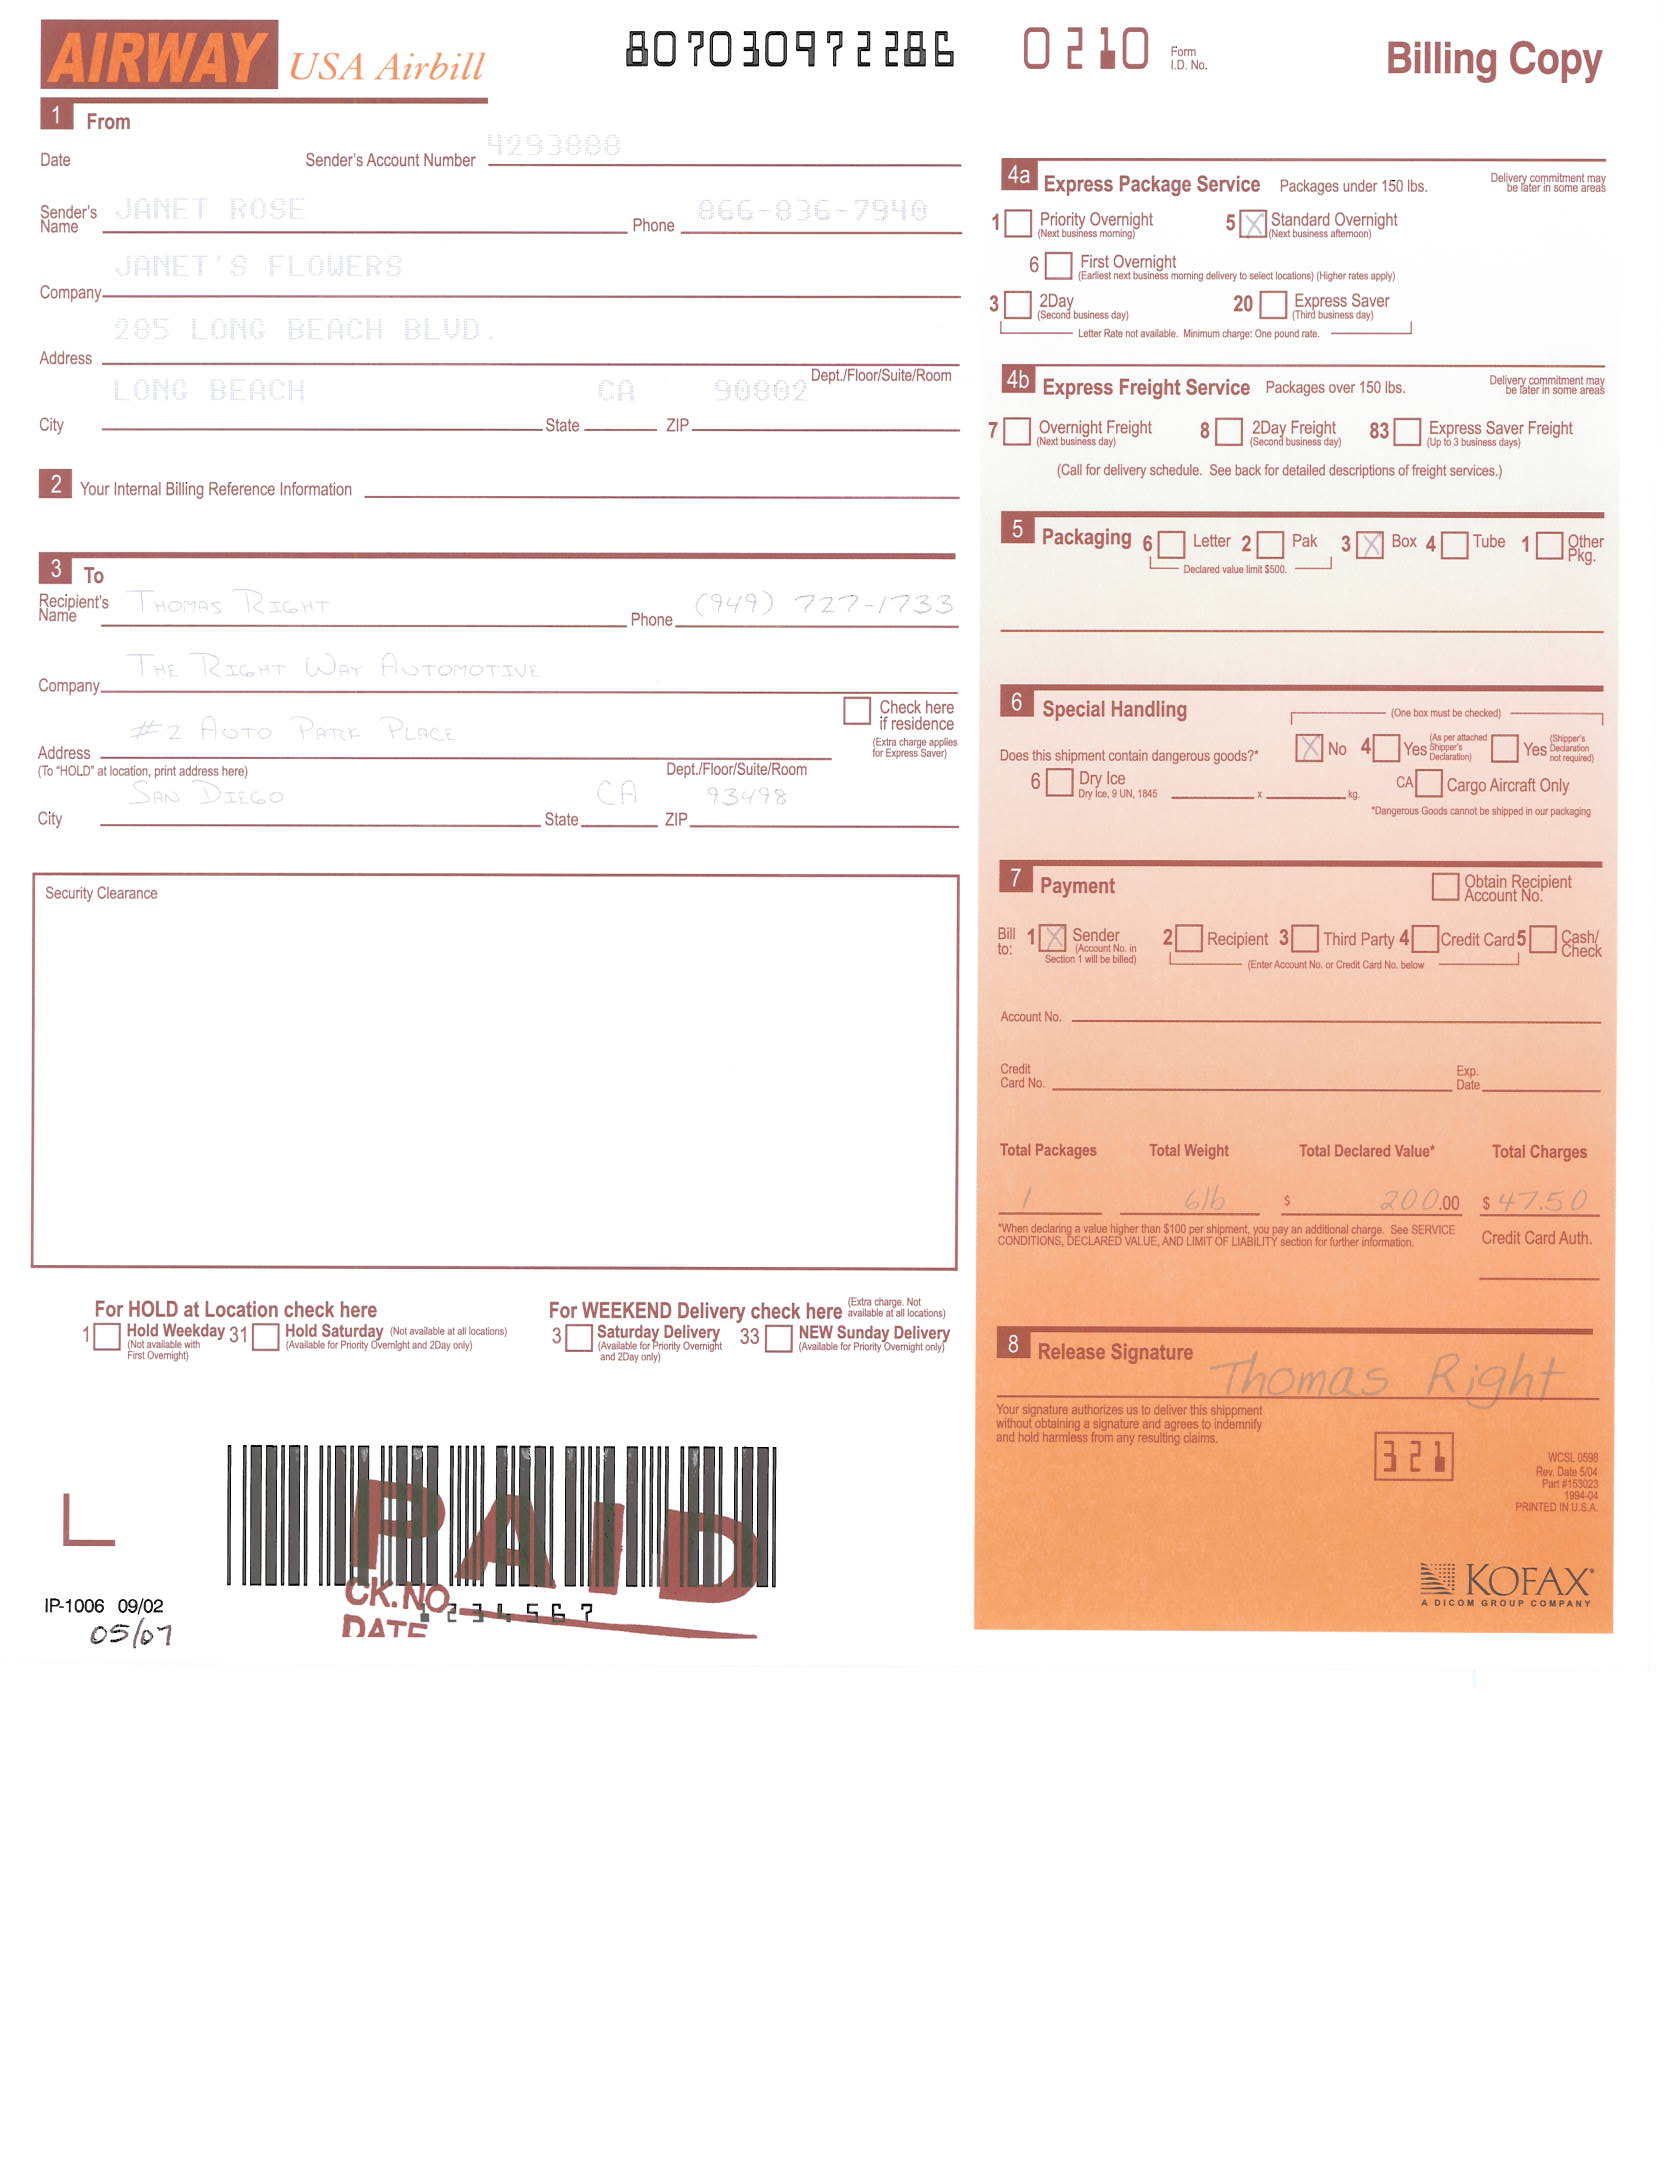 AIRWAY USA Airbill
807030972286
0210 Form I.D. No.
Billing Copy
1 From
Date
Sender's Account Number 4293888
Sender's Name JANET ROSE
Phone 866-836-7940
Company JANET'S FLOWERS
Address 285 LONG BEACH BLVD.
Dept./Floor/Suite/Room
City LONG BEACH State CA ZIP 90802
2 Your Internal Billing Reference Information
3 To
Recipient's Name THOMAS RIGHT
Phone (949) 727-1733
Company THE RIGHT WAY AUTOMOTIVE
Check here if residence
(Extra charge applies for Express Saver)
Address #2 AUTO PARK PLACE
(To "HOLD" at location, print address here)
Dept./Floor/Suite/Room
City SAN DIEGO State CA ZIP 93498
Security Clearance
For HOLD at Location check here
1 Hold Weekday
(Not available with First Overnight)
31 Hold Saturday (Not available at all locations)
(Available for Priority Overnight and 2Day only)
For WEEKEND Delivery check here (Extra charge. Not available at all locations)
3 Saturday Delivery
(Available for Priority Overnight and 2Day only)
33 NEW Sunday Delivery
(Available for Priority Overnight only)
L
PAID
CK.NO.
DATE
1234567
IP-1006 09/02
05/07
4a Express Package Service Packages under 150 lbs.
Delivery commitment may be later in some areas
1 Priority Overnight
(Next business morning)
5 X Standard Overnight
(Next business afternoon)
6 First Overnight
(Earliest next business morning delivery to select locations) (Higher rates apply)
3 2Day
(Second business day)
20 Express Saver
(Third business day)
Letter Rate not available. Minimum charge: One pound rate.
4b Express Freight Service Packages over 150 lbs.
Delivery commitment may be later in some areas
7 Overnight Freight
(Next business day)
8 2Day Freight
(Second business day)
83 Express Saver Freight
(Up to 3 business days)
(Call for delivery schedule. See back for detailed descriptions of freight services.)
5 Packaging 6 Letter 2 Pak 3 X Box 4 Tube 1 Other Pkg.
Declared value limit $500.
6 Special Handling
(One box must be checked)
Does this shipment contain dangerous goods?* X No 4 Yes (As per attached Shipper's Declaration) Yes (Shipper's Declaration not required)
6 Dry Ice
Dry Ice, 9 UN, 1845 x kg.
CA Cargo Aircraft Only
*Dangerous Goods cannot be shipped in our packaging
7 Payment
Obtain Recipient Account No.
Bill to: 1 X Sender 2 Recipient 3 Third Party 4 Credit Card 5 Cash/Check
(Account No. in Section 1 will be billed)
(Enter Account No. or Credit Card No. below
Account No.
Credit Card No.
Exp. Date
Total Packages Total Weight Total Declared Value* Total Charges
1 6lb $ 200.00 $ 47.50
*When declaring a value higher than $100 per shipment, you pay an additional charge. See SERVICE
CONDITIONS, DECLARED VALUE, AND LIMIT OF LIABILITY section for further information.
Credit Card Auth.
8 Release Signature
Thomas Right
Your signature authorizes us to deliver this shippment
without obtaining a signature and agrees to indemnify
and hold harmless from any resulting claims.
321
WCSL 0598
Rev. Date 5/04
Part #153023
1994-04
PRINTED IN U.S.A.
KOFAX
A DICOM GROUP COMPANY